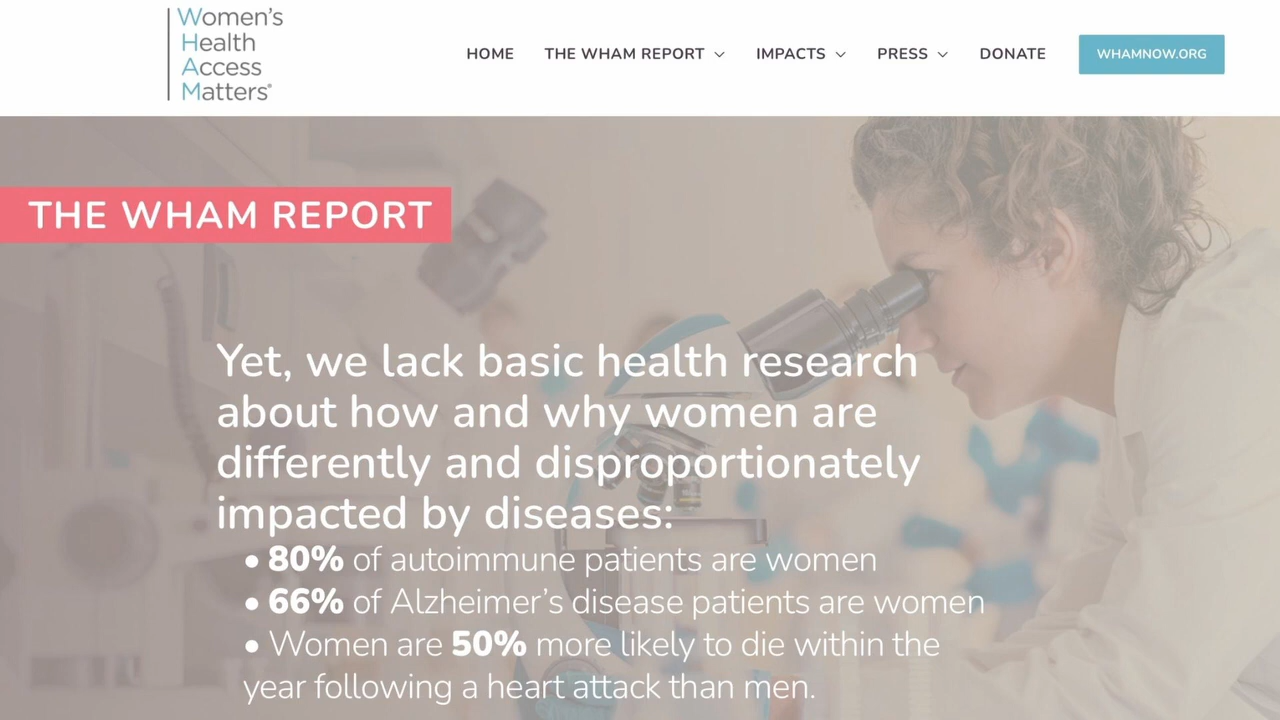 Women's
Health
Access
Matters®
HOME
THE WHAM REPORT
IMPACTS
PRESS
DONATE
WHAMNOW.ORG
THE WHAM REPORT
Yet, we lack basic health research
about how and why women are
differently and disproportionately
impacted by diseases:
• 80% of autoimmune patients are women
• 66% of Alzheimer's disease patients are women
• Women are 50% more likely to die within the
year following a heart attack than men.